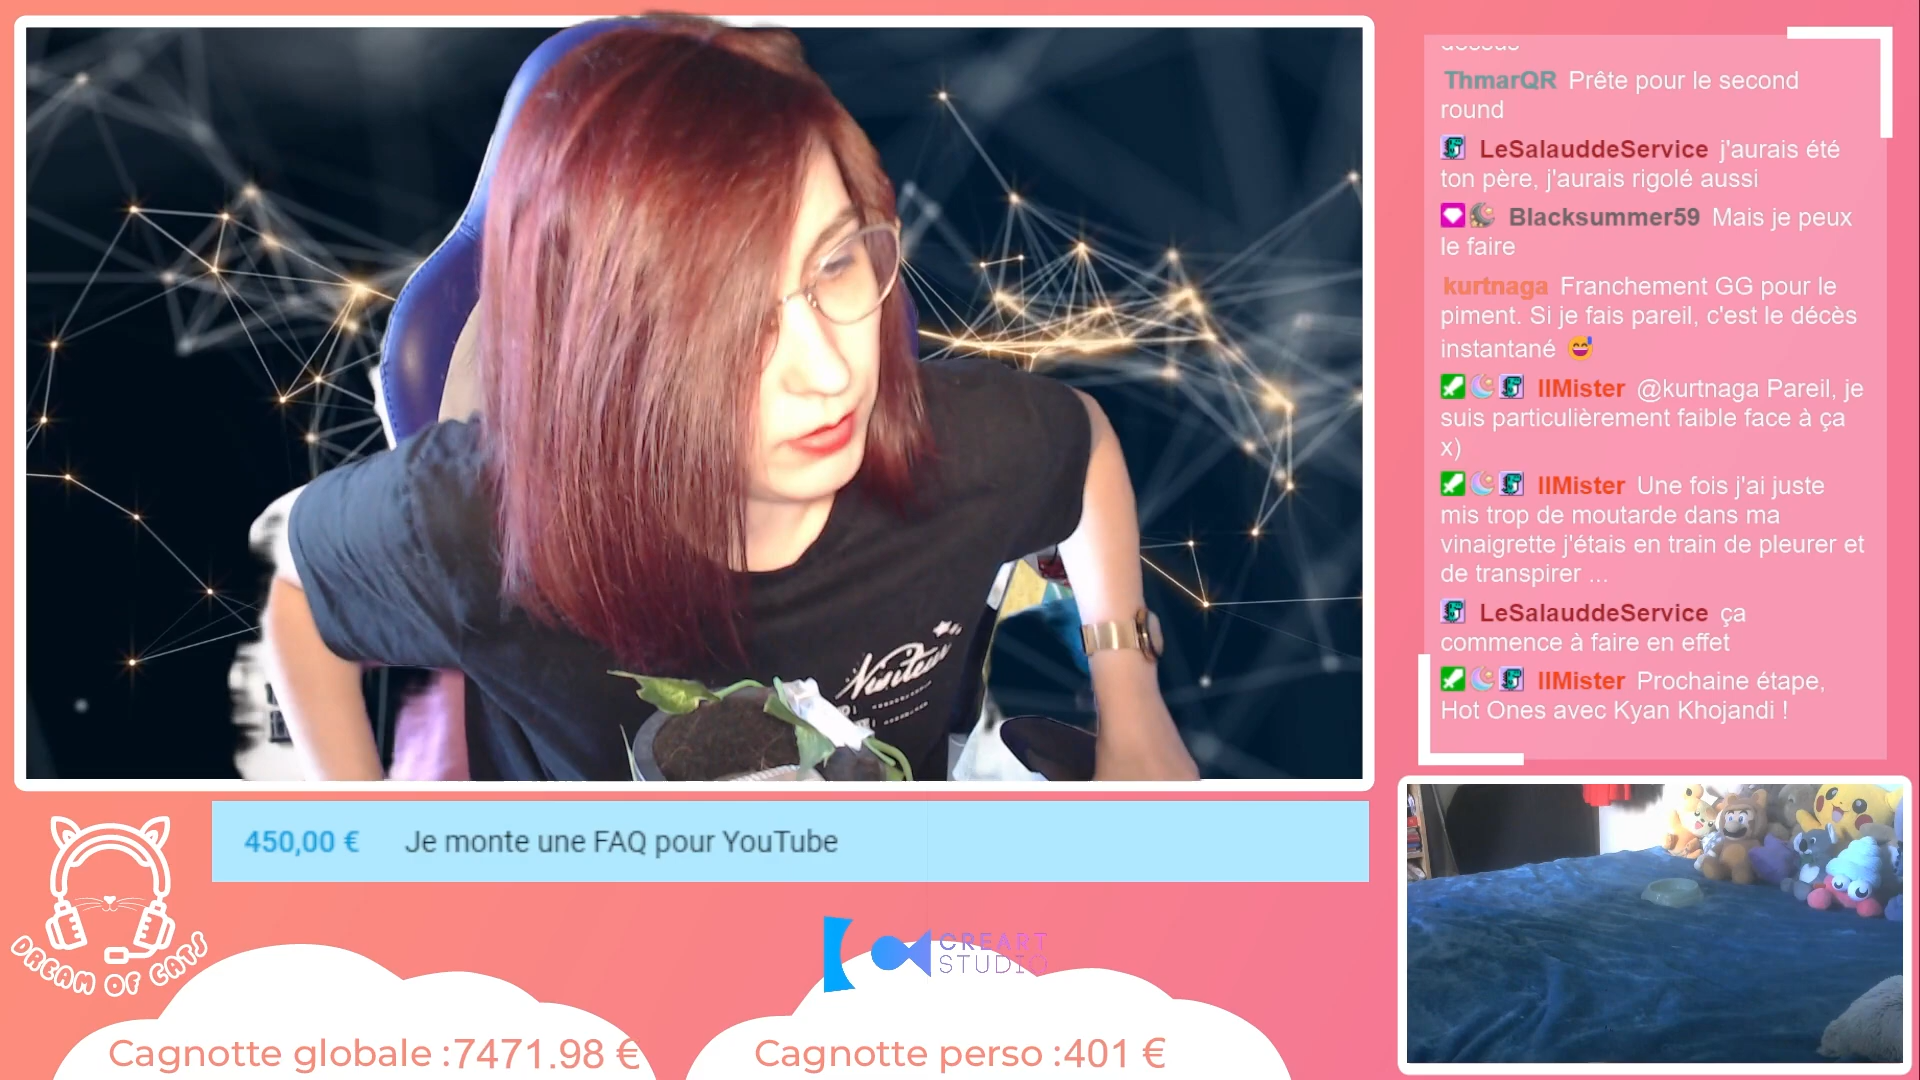 ThmarQR Prête pour le second
round
LeSalauddeService j'aurais été
ton père, j'aurais rigolé aussi
Blacksummer59 Mais je peux
le faire
kurtnaga Franchement GG pour le
piment. Si je fais pareil, c'est le décès
instantané 😅
IlMister @kurtnaga Pareil, je
suis particulièrement faible face à ça
x)
IlMister Une fois j'ai juste
mis trop de moutarde dans ma
vinaigrette j'étais en train de pleurer et
de transpirer ...
LeSalauddeService ça
commence à faire en effet
IlMister Prochaine étape,
Hot Ones avec Kyan Khojandi !
450,00 € Je monte une FAQ pour YouTube
DREAM OF CATS
CREART
STUDIO
Cagnotte globale :7471.98 €
Cagnotte perso :401 €